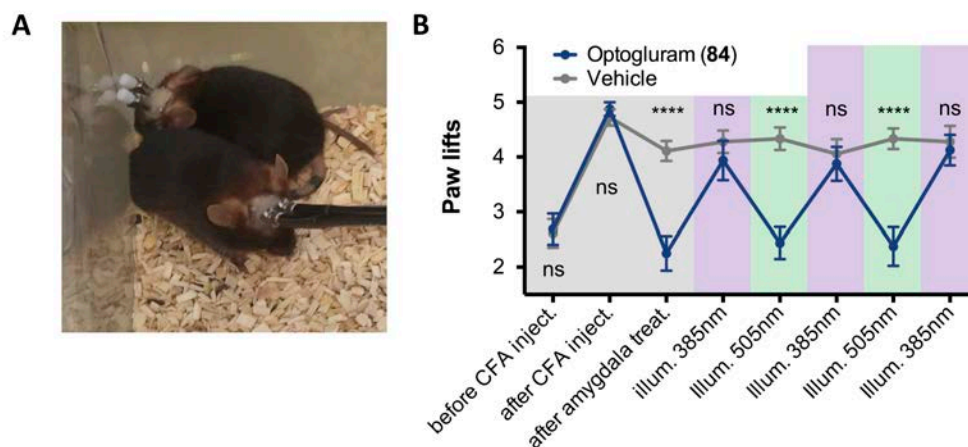 A
B
Optogluram (84)
Vehicle
Paw lifts
6
5
4
3
2
ns
ns
****
ns
****
ns
****
ns
before CFA inject.
after CFA inject.
after amygdala treat.
illum. 385nm
Illum. 505nm
Illum. 385nm
Illum. 505nm
Illum. 385nm